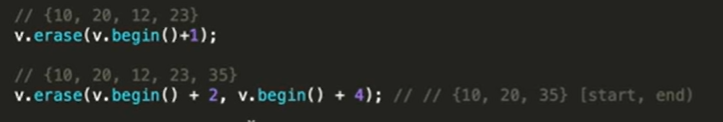 // {10, 20, 12, 23}
v.erase(v.begin()+1);
// {10, 20, 12, 23, 35}
v.erase(v.begin() + 2, v.begin() + 4); // // {10, 20, 35} [start, end)